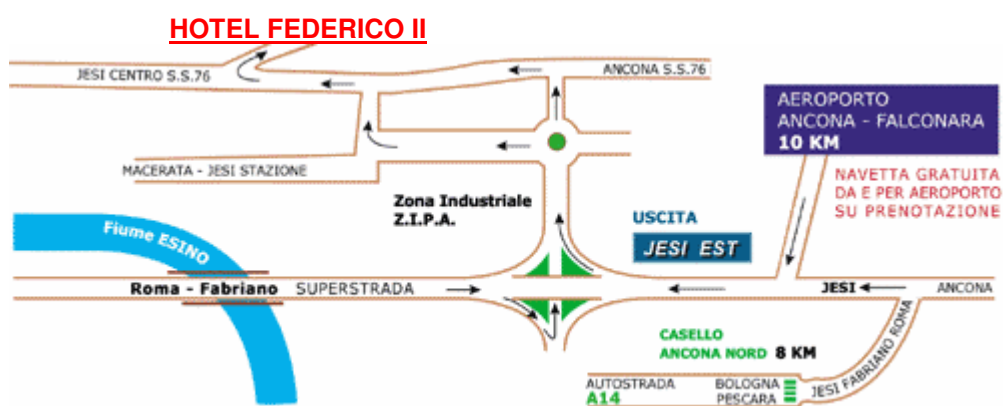 HOTEL FEDERICO II
JESI CENTRO S.S.76
ANCONA S.S.76
AEROPORTO
ANCONA - FALCONARA
10 KM
MACERATA - JESI STAZIONE
NAVETTA GRATUITA
DA E PER AEROPORTO
SU PRENOTAZIONE
Zona Industriale
Z.I.P.A.
USCITA
JESI EST
Fiume ESINO
Roma - Fabriano SUPERSTRADA
JESI
ANCONA
CASELLO
ANCONA NORD 8 KM
JESI FABRIANO ROMA
AUTOSTRADA
A14
BOLOGNA
PESCARA